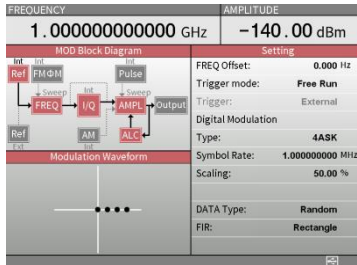 FREQUENCY
AMPLITUDE
1.000000000000 GHz
-140.00 dBm
MOD Block Diagram
Int
Int
Int
Ref
FMΦM
Pulse
Sweep
Int
Sweep
FREQ
I/Q
AMPL
Output
Ref
AM
ALC
Ext
Int
Modulation Waveform
Setting
FREQ Offset: 0.000 Hz
Trigger mode: Free Run
Trigger: External
Digital Modulation
Type: 4ASK
Symbol Rate: 1.000000000 MHz
Scaling: 50.00 %
DATA Type: Random
FIR: Rectangle